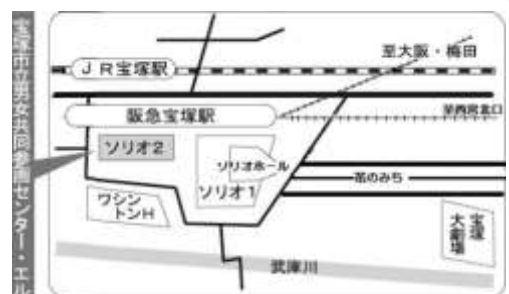 宝塚市立男女共同参画センター・エル
至大阪・梅田
JR宝塚駅
阪急宝塚駅
至西宮北口
ソリオ2
ソリオホール
ソリオ1
花のみち
ワシン
トンH
宝塚
大劇場
武庫川